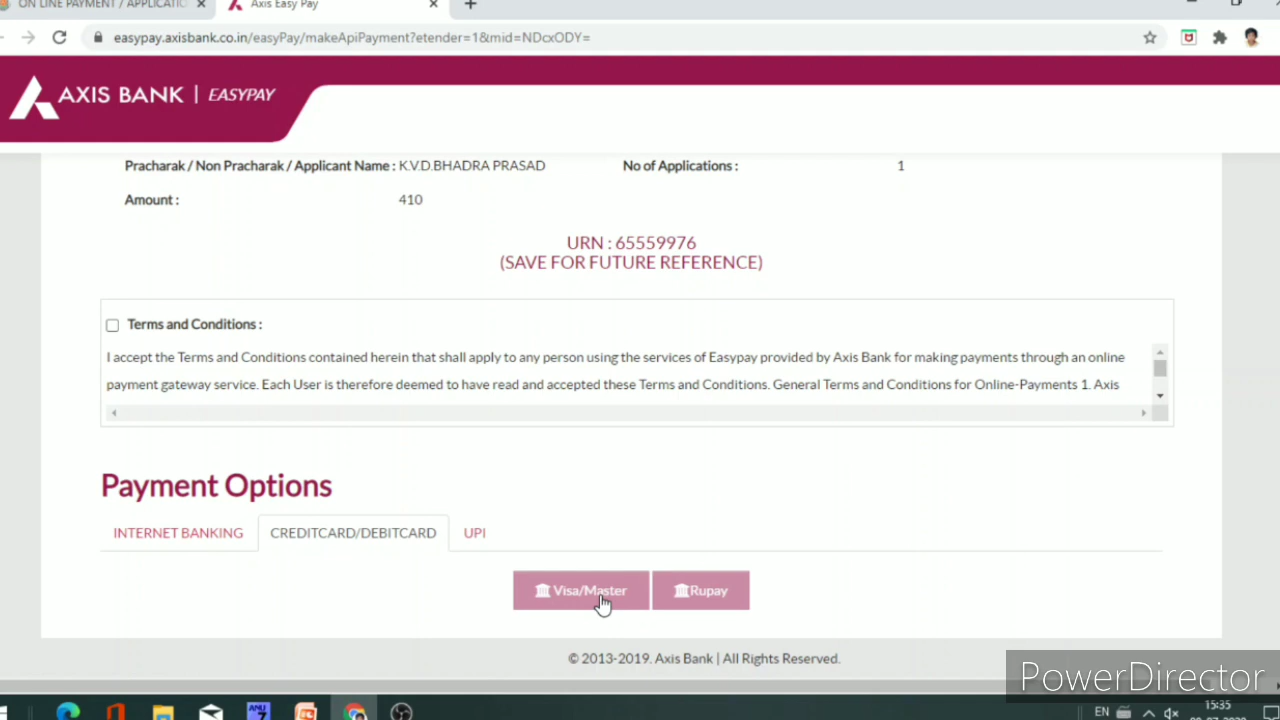 ON LINE PAYMENT / APPLICATIO
Axis Easy Pay
easypay.axisbank.co.in/easyPay/makeApiPayment?etender=1&mid=NDcxODY=
AXIS BANK | EASYPAY
Pracharak / Non Pracharak / Applicant Name : K.V.D.BHADRA PRASAD No of Applications : 1
Amount : 410
URN : 65559976
(SAVE FOR FUTURE REFERENCE)
Terms and Conditions :
I accept the Terms and Conditions contained herein that shall apply to any person using the services of Easypay provided by Axis Bank for making payments through an online
payment gateway service. Each User is therefore deemed to have read and accepted these Terms and Conditions. General Terms and Conditions for Online-Payments 1. Axis
Payment Options
INTERNET BANKING CREDITCARD/DEBITCARD UPI
Visa/Master Rupay
© 2013-2019. Axis Bank | All Rights Reserved.
PowerDirector
ANU 7
EN 15:35